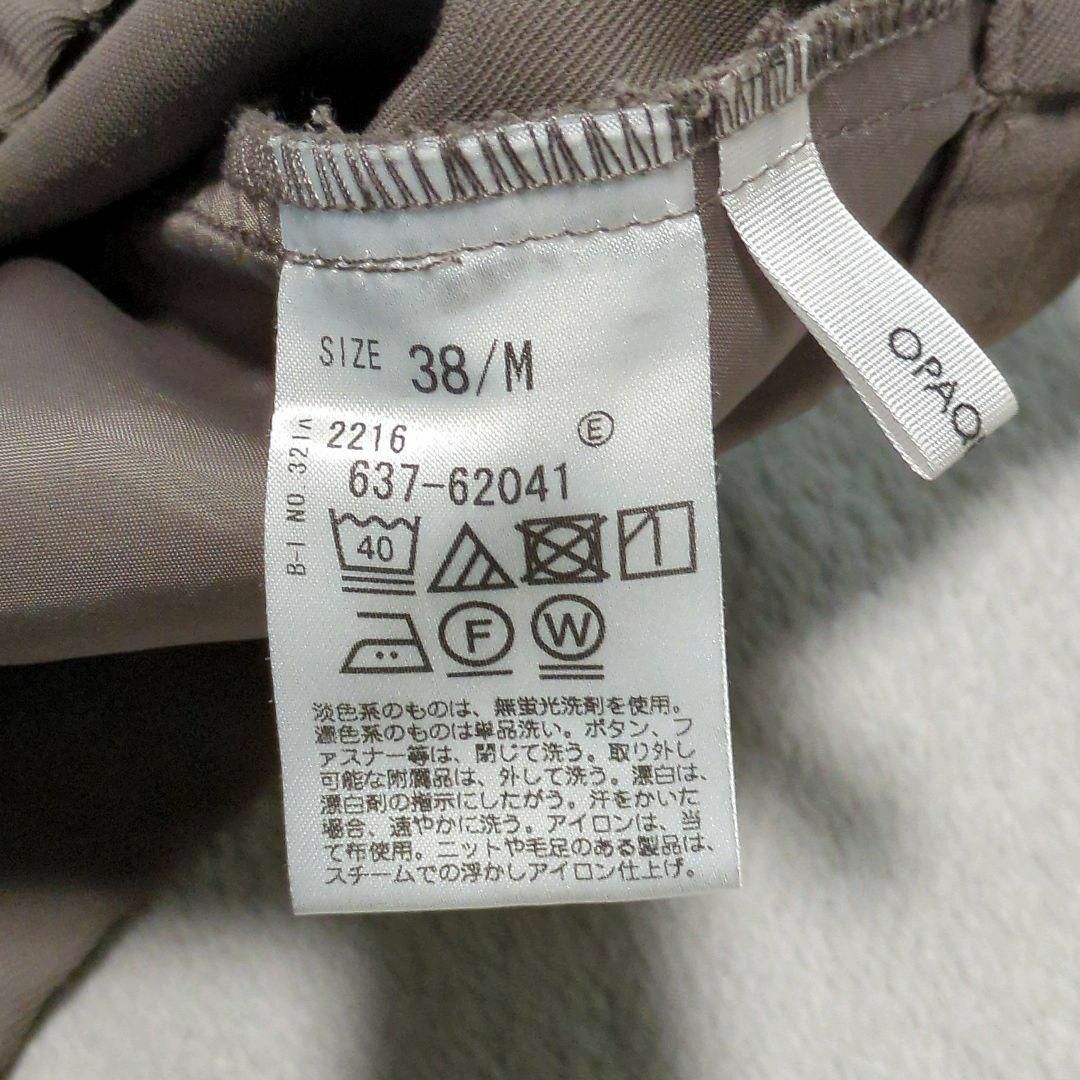 SIZE 38/M
2216 E
637-62041
B-1 NO 321A
40
F W
淡色系のものは、無蛍光洗剤を使用。
濃色系のものは単品洗い。ボタン、フ
ァスナー等は、閉じて洗う。取り外し
可能な附属品は、外して洗う。漂白は、
漂白剤の指示にしたがう。汗をかいた
場合、速やかに洗う。アイロンは、当
て布使用。ニットや毛足のある製品は、
スチームでの浮かしアイロン仕上げ。
OPAQ